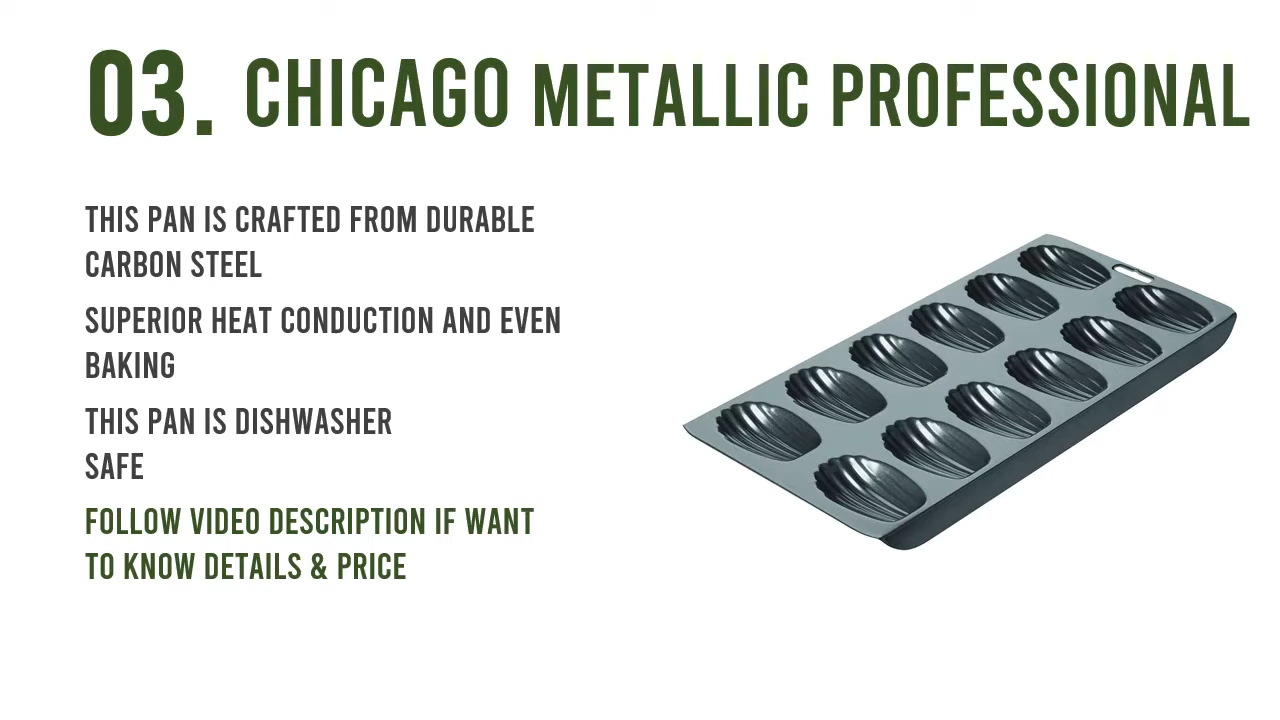 03. CHICAGO METALLIC PROFESSIONAL
THIS PAN IS CRAFTED FROM DURABLE
CARBON STEEL
SUPERIOR HEAT CONDUCTION AND EVEN
BAKING
THIS PAN IS DISHWASHER
SAFE
FOLLOW VIDEO DESCRIPTION IF WANT
TO KNOW DETAILS & PRICE